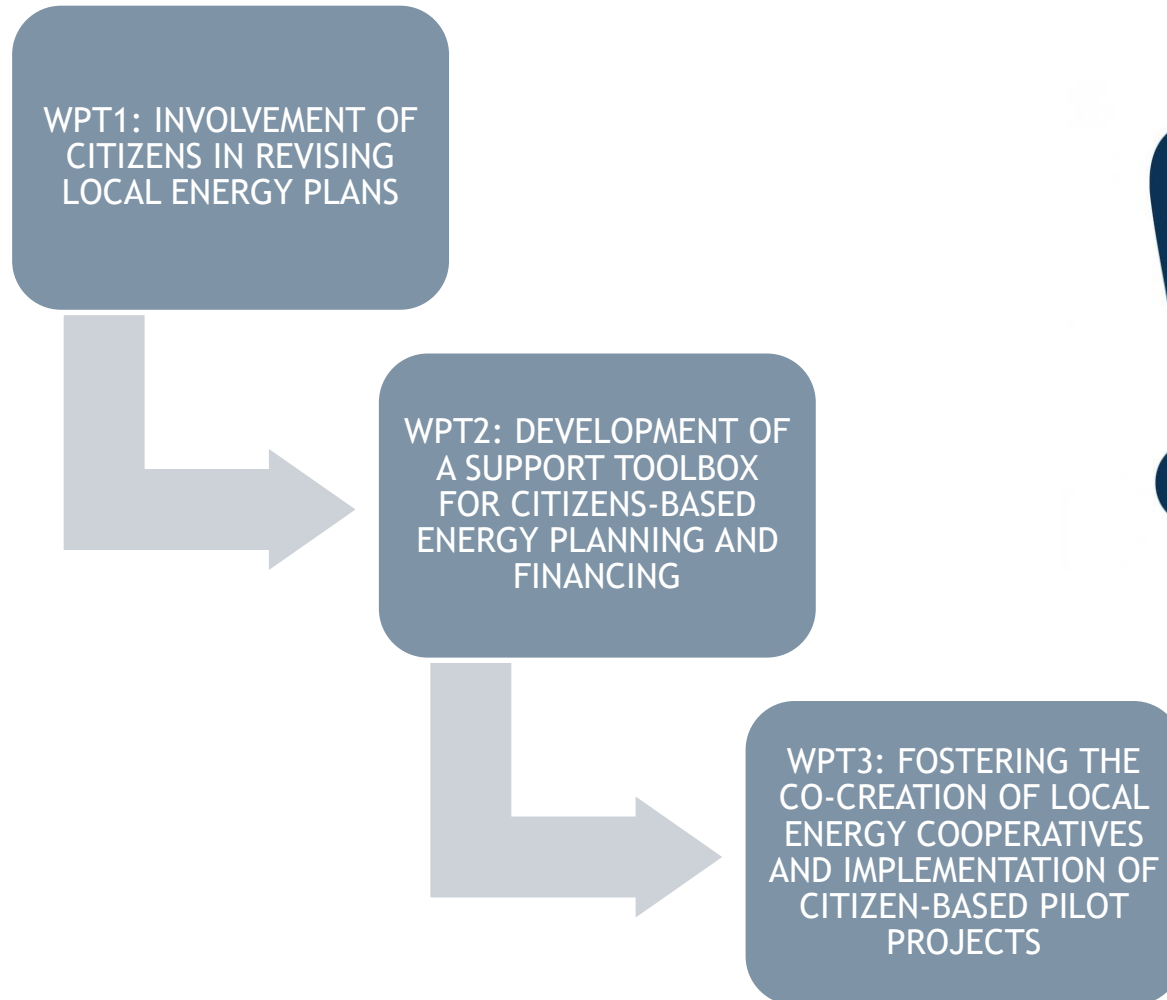 WPT1: INVOLVEMENT OF
CITIZENS IN REVISING
LOCAL ENERGY PLANS
WPT2: DEVELOPMENT OF
A SUPPORT TOOLBOX
FOR CITIZENS-BASED
ENERGY PLANNING AND
FINANCING
WPT3: FOSTERING THE
CO-CREATION OF LOCAL
ENERGY COOPERATIVES
AND IMPLEMENTATION OF
CITIZEN-BASED PILOT
PROJECTS